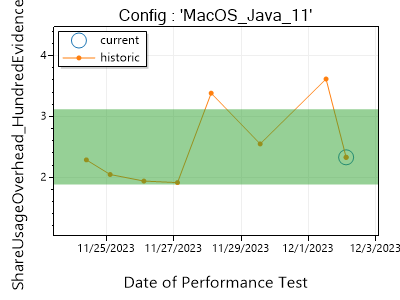 Config : 'MacOS_Java_11'
current
historic
ShareUsageOverhead_HundredEvidence
4
3
2
11/25/2023
11/27/2023
11/29/2023
12/1/2023
12/3/2023
Date of Performance Test